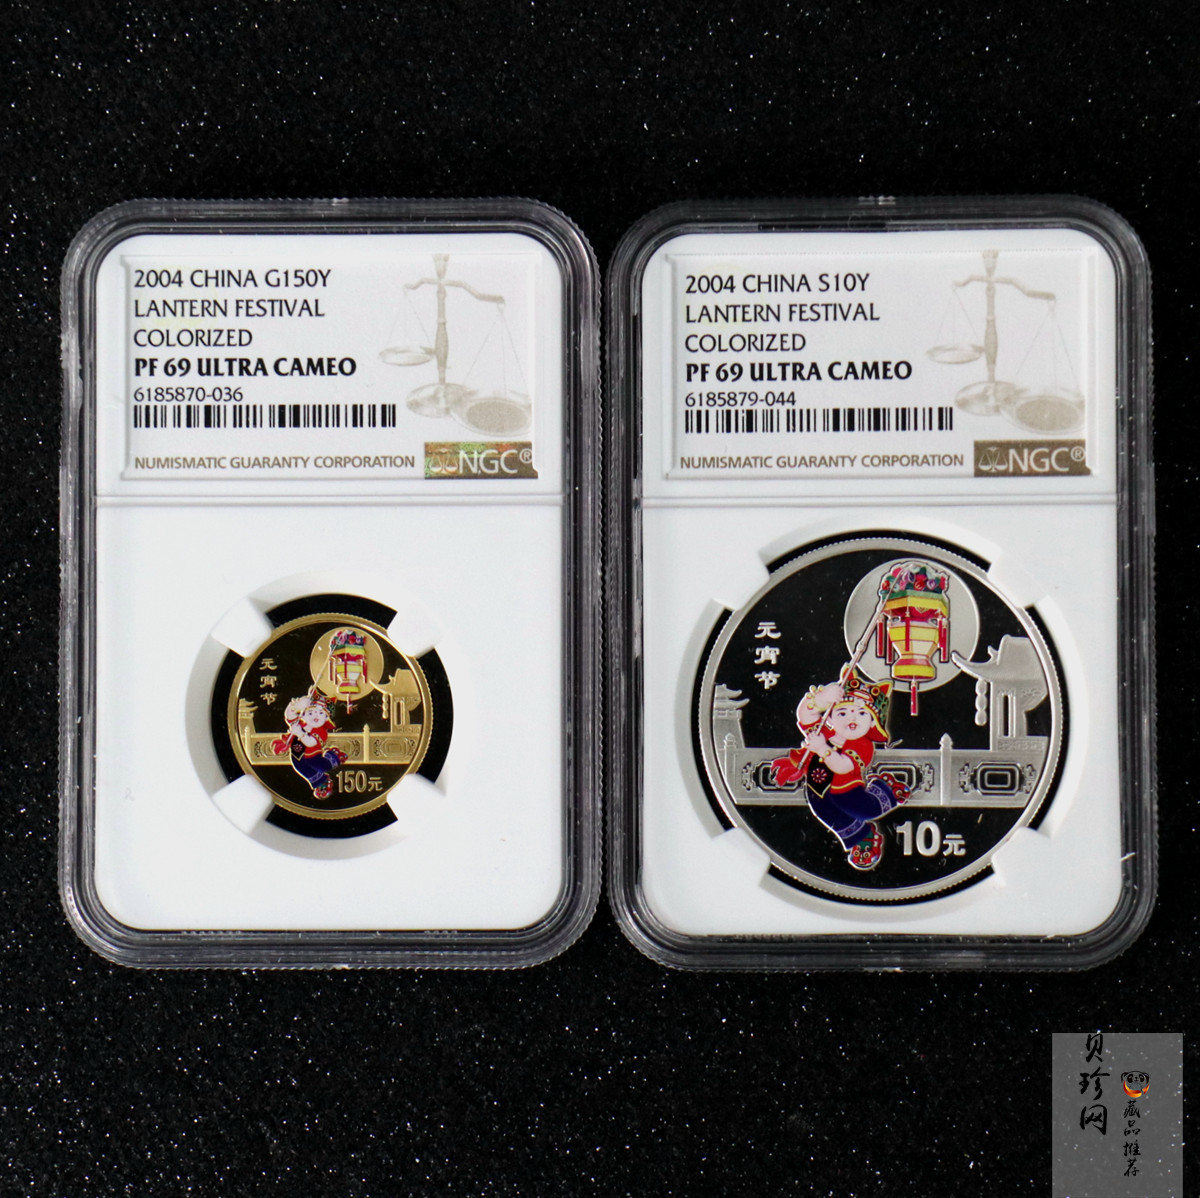 2004 CHINA G150Y
LANTERN FESTIVAL
COLORIZED
PF 69 ULTRA CAMEO
6185870-036
NUMISMATIC GUARANTY CORPORATION
NGC®
元宵节
150元
2004 CHINA S10Y
LANTERN FESTIVAL
COLORIZED
PF 69 ULTRA CAMEO
6185879-044
NUMISMATIC GUARANTY CORPORATION
NGC®
元宵节
10元
贝珍网
藏品推荐